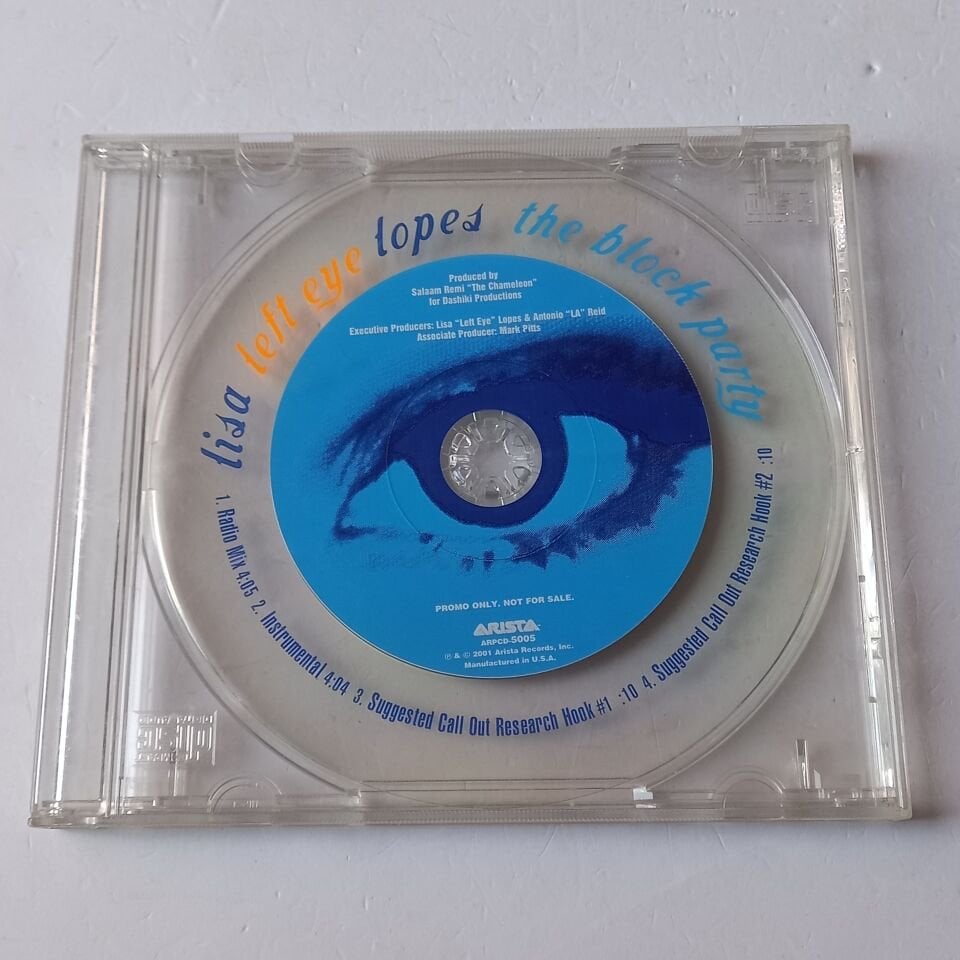 lisa left eye lopes the block party
Produced by
Salaam Remi "The Chameleon"
for Dashiki Productions
Executive Producers: Lisa "Left Eye" Lopes & Antonio "LA" Reid
Associate Producer: Mark Pitts
PROMO ONLY. NOT FOR SALE.
ARISTA
ARPCD-5005
℗ & © 2001 Arista Records, Inc.
Manufactured in U.S.A.
1. Radio Mix 4:05 2. Instrumental 4:04 3. Suggested Call Out Research Hook #1 :10 4. Suggested Call Out Research Hook #2 :10